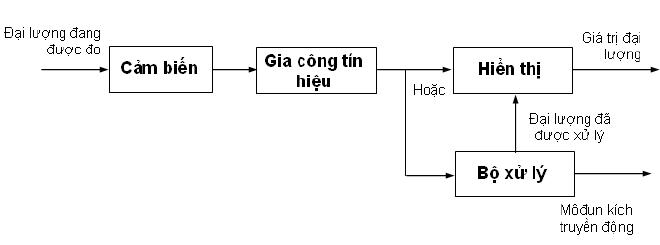 Đại lượng đang
được đo
Cảm biến
Gia công tín
hiệu
Hoặc
Hiển thị
Giá trị đại
lượng
Đại lượng đã
được xử lý
Bộ xử lý
Môđun kích
truyền động